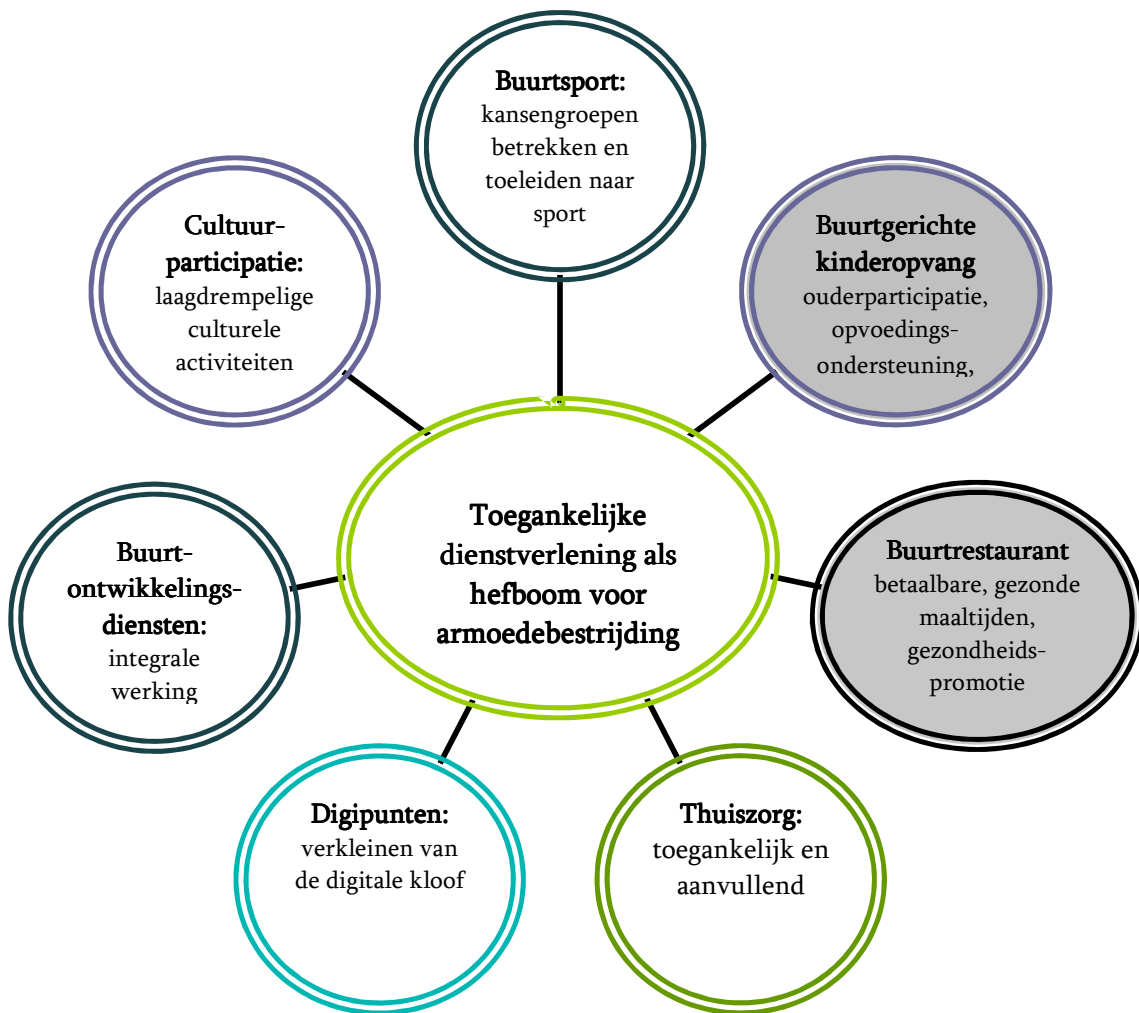 Buurtsport:
kansengroepen
betrekken en
toeleiden naar
sport
Cultuur-
participatie:
laagdrempelige
culturele
activiteiten
Buurtgerichte
kinderopvang
ouderparticipatie,
opvoedings-
ondersteuning,
Toegankelijke
dienstverlening als
hefboom voor
armoedebestrijding
Buurt-
ontwikkelings-
diensten:
integrale
werking
Buurtrestaurant
betaalbare, gezonde
maaltijden,
gezondheids-
promotie
Digipunten:
verkleinen van
de digitale kloof
Thuiszorg:
toegankelijk en
aanvullend